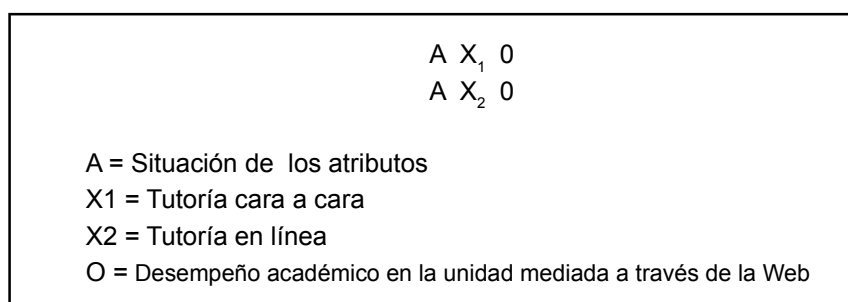 A X₁ 0
A X₂ 0
A = Situación de los atributos
X1 = Tutoría cara a cara
X2 = Tutoría en línea
O = Desempeño académico en la unidad mediada a través de la Web